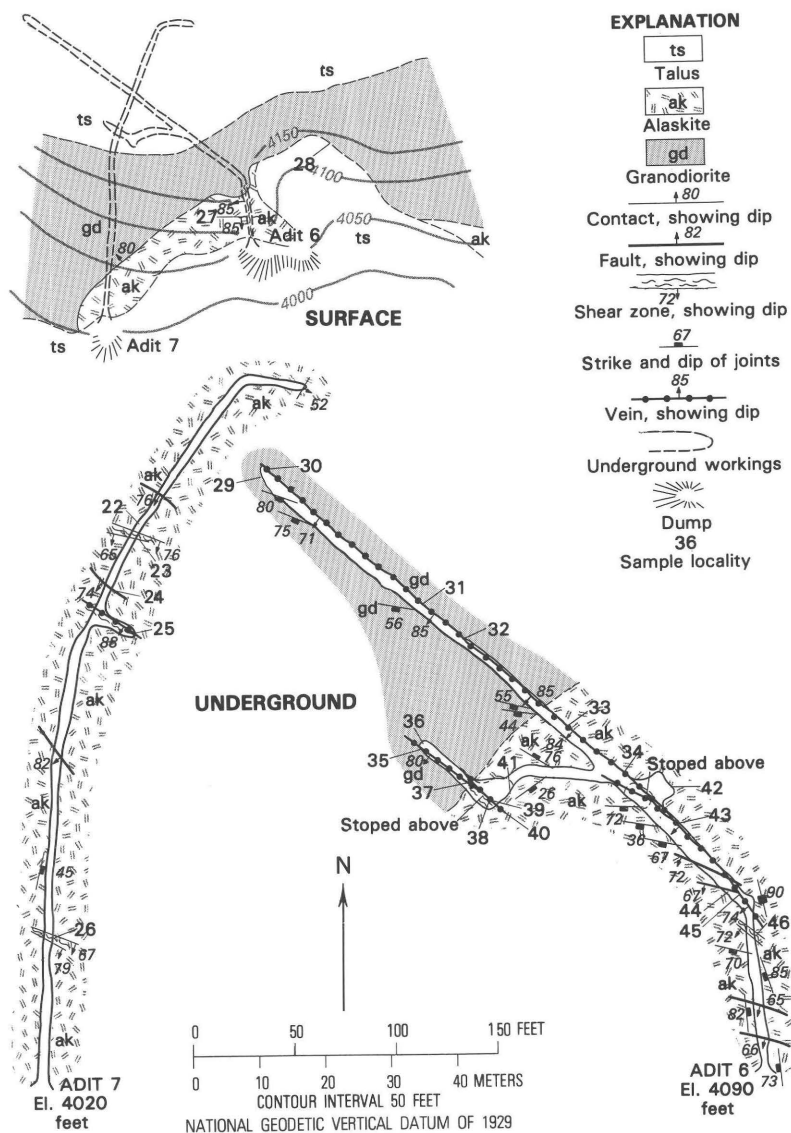 ts
ts
4150
28
4100
85
27
ak
gd
85
4050
Adit 6
ts
ak
80
ak
4000
SURFACE
ts
Adit 7
EXPLANATION
ts
Talus
ak
Alaskite
gd
Granodiorite
80
Contact, showing dip
82
Fault, showing dip
72
Shear zone, showing dip
67
Strike and dip of joints
85
Vein, showing dip
Underground workings
Dump
36
Sample locality
ak
52
ak
76
22
65
76
23
74
24
25
88
ak
82
ak
45
26
67
79
ak
ADIT 7
El. 4020
feet
UNDERGROUND
30
29
80
75
71
31
gd
gd
32
56
85
55
85
33
44
ak
84
ak
76
34
36
35
80
gd
41
Stoped above
42
37
26
39
ak
43
Stoped above
38
40
72
36
67
72
67
90
44
74
45
46
72
ak
70
85
ak
65
82
66
73
ADIT 6
El. 4090
feet
N
0 50 100 150 FEET
0 10 20 30 40 METERS
CONTOUR INTERVAL 50 FEET
NATIONAL GEODETIC VERTICAL DATUM OF 1929